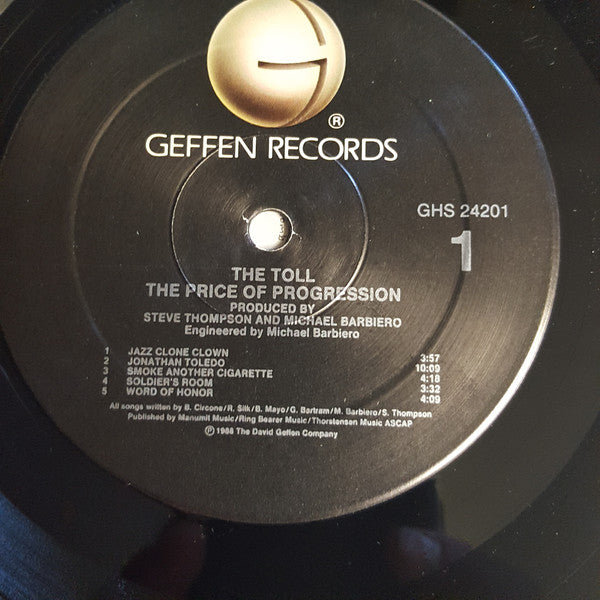 ®
GEFFEN RECORDS
GHS 24201
1
THE TOLL
THE PRICE OF PROGRESSION
PRODUCED BY
STEVE THOMPSON AND MICHAEL BARBIERO
Engineered by Michael Barbiero
1 JAZZ CLONE CLOWN 3:57
2 JONATHAN TOLEDO 10:09
3 SMOKE ANOTHER CIGARETTE 4:18
4 SOLDIER'S ROOM 3:32
5 WORD OF HONOR 4:09
All songs written by B. Circone/R. Silk/B. Mayo/G. Bartram/M. Barbiero/S. Thompson
Published by Manumit Music/Ring Bearer Music/Thorstensen Music ASCAP
℗ 1988 The David Geffen Company